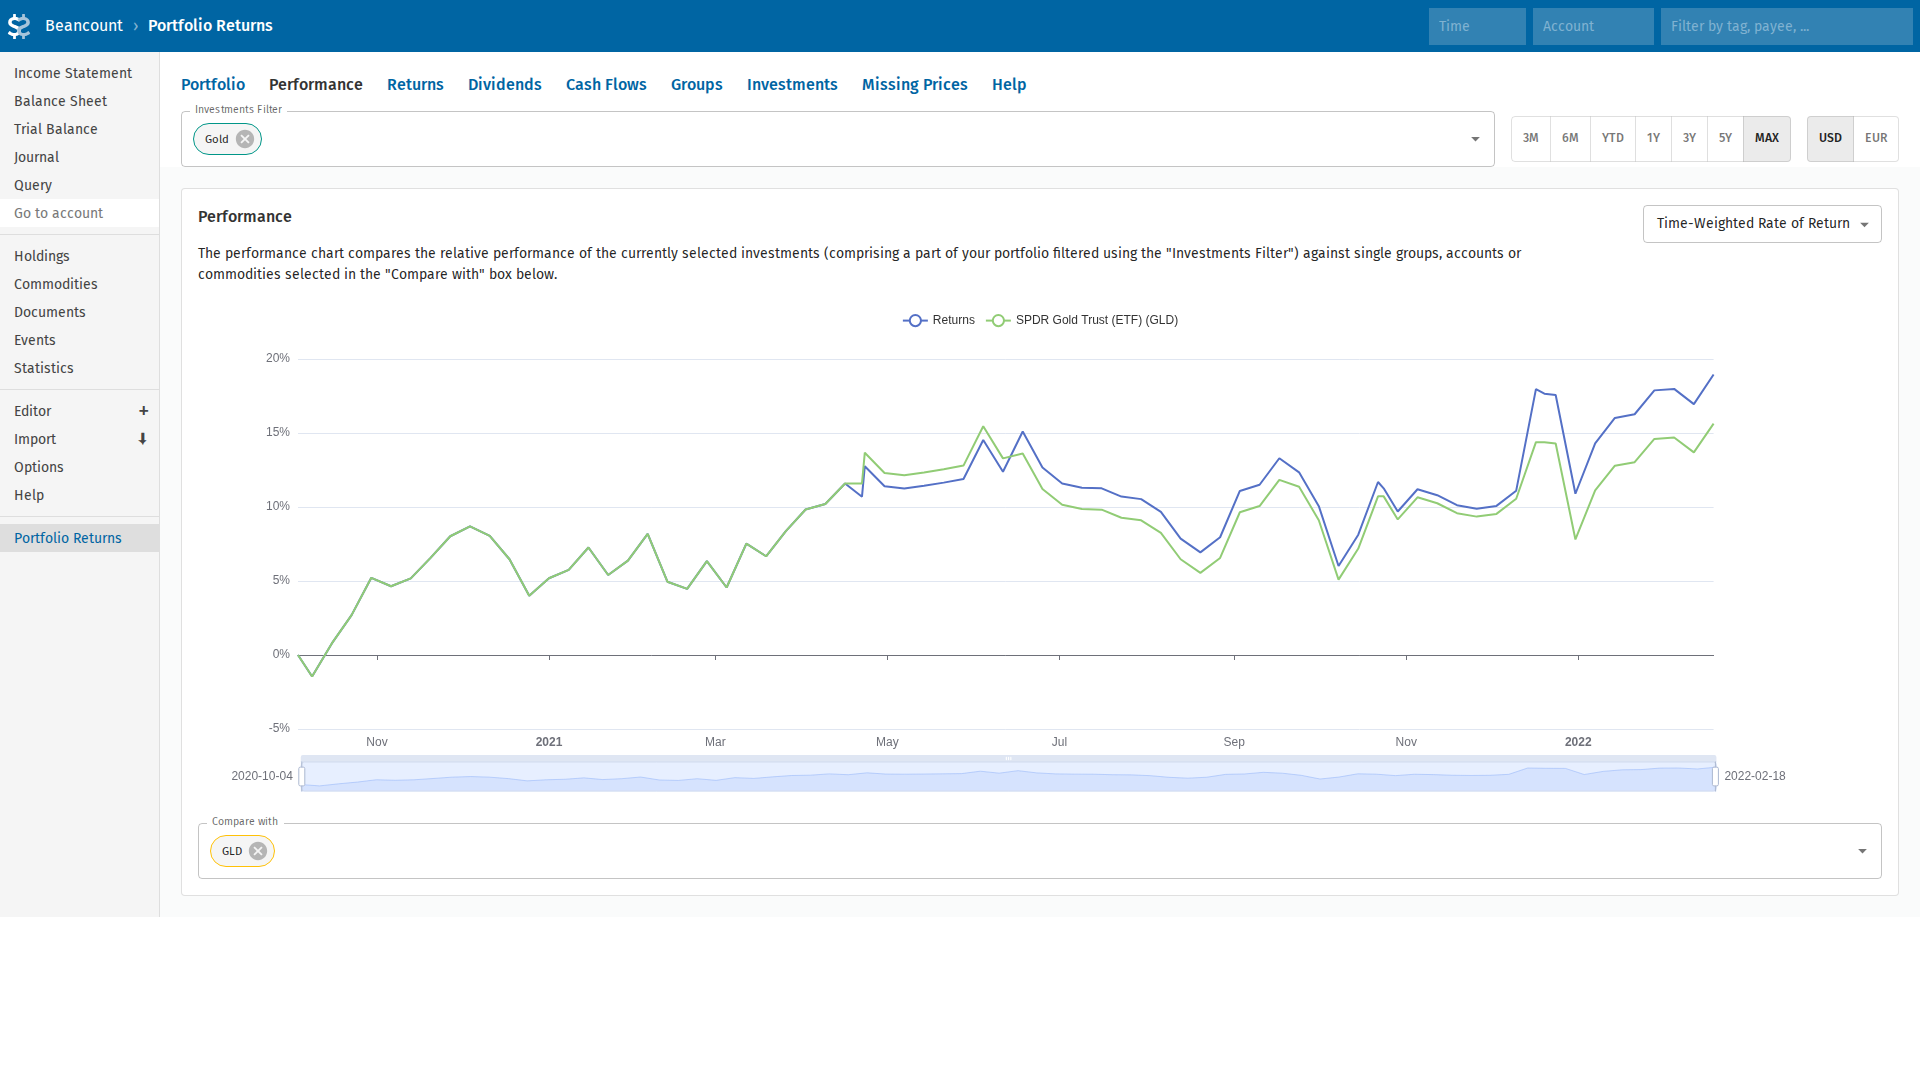 Beancount › Portfolio Returns
Time
Account
Filter by tag, payee, ...
Income Statement
Balance Sheet
Trial Balance
Journal
Query
Go to account
Holdings
Commodities
Documents
Events
Statistics
Editor +
Import
Options
Help
Portfolio Returns
Portfolio Performance Returns Dividends Cash Flows Groups Investments Missing Prices Help
Investments Filter
Gold
3M 6M YTD 1Y 3Y 5Y MAX
USD EUR
Performance
Time-Weighted Rate of Return
The performance chart compares the relative performance of the currently selected investments (comprising a part of your portfolio filtered using the "Investments Filter") against single groups, accounts or
commodities selected in the "Compare with" box below.
Returns SPDR Gold Trust (ETF) (GLD)
20%
15%
10%
5%
0%
-5%
Nov 2021 Mar May Jul Sep Nov 2022
2020-10-04 2022-02-18
Compare with
GLD